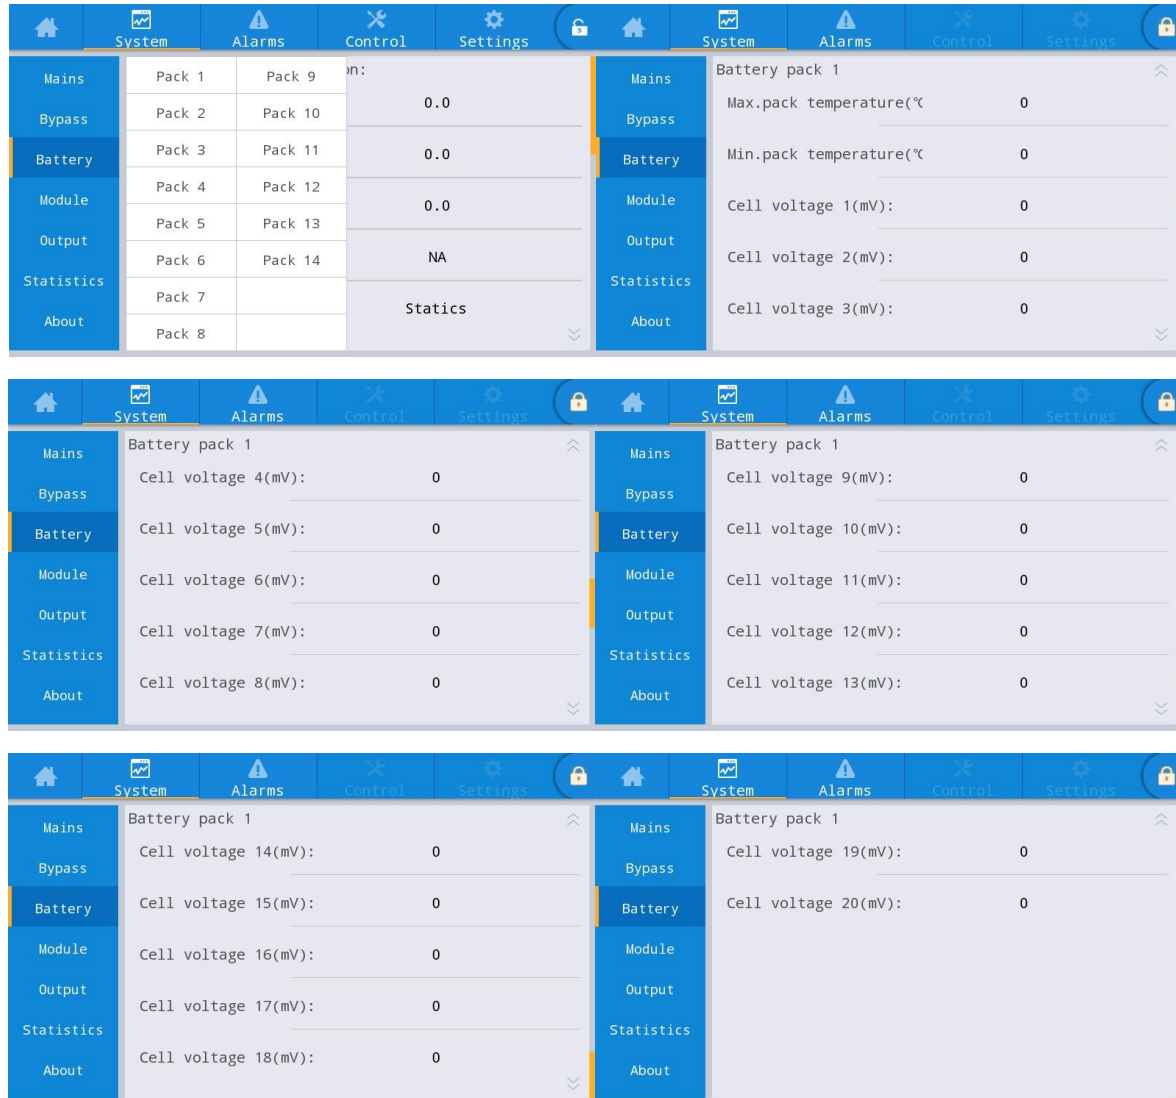 System Alarms Control Settings
Mains
Bypass
Battery
Module
Output
Statistics
About
Pack 1 Pack 9
Pack 2 Pack 10
Pack 3 Pack 11
Pack 4 Pack 12
Pack 5 Pack 13
Pack 6 Pack 14
Pack 7
Pack 8
on:
0.0
0.0
0.0
NA
Statics
System Alarms Control Settings
Mains
Bypass
Battery
Module
Output
Statistics
About
Battery pack 1
Max.pack temperature(℃ 0
Min.pack temperature(℃ 0
Cell voltage 1(mV): 0
Cell voltage 2(mV): 0
Cell voltage 3(mV): 0
System Alarms Control Settings
Mains
Bypass
Battery
Module
Output
Statistics
About
Battery pack 1
Cell voltage 4(mV): 0
Cell voltage 5(mV): 0
Cell voltage 6(mV): 0
Cell voltage 7(mV): 0
Cell voltage 8(mV): 0
System Alarms Control Settings
Mains
Bypass
Battery
Module
Output
Statistics
About
Battery pack 1
Cell voltage 9(mV): 0
Cell voltage 10(mV): 0
Cell voltage 11(mV): 0
Cell voltage 12(mV): 0
Cell voltage 13(mV): 0
System Alarms Control Settings
Mains
Bypass
Battery
Module
Output
Statistics
About
Battery pack 1
Cell voltage 14(mV): 0
Cell voltage 15(mV): 0
Cell voltage 16(mV): 0
Cell voltage 17(mV): 0
Cell voltage 18(mV): 0
System Alarms Control Settings
Mains
Bypass
Battery
Module
Output
Statistics
About
Battery pack 1
Cell voltage 19(mV): 0
Cell voltage 20(mV): 0